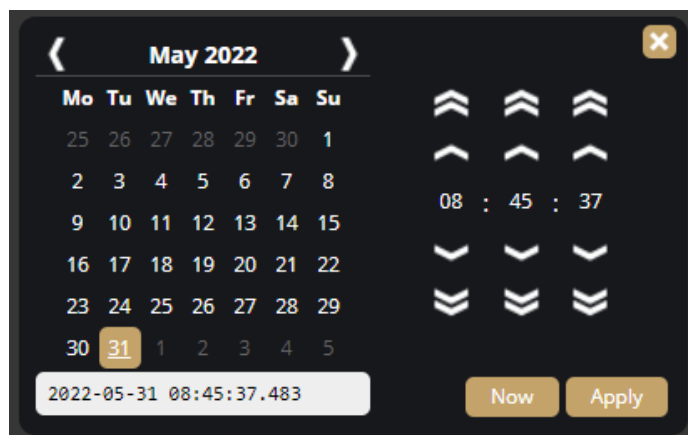 May 2022
Mo Tu We Th Fr Sa Su
25 26 27 28 29 30 1
2 3 4 5 6 7 8
9 10 11 12 13 14 15
16 17 18 19 20 21 22
23 24 25 26 27 28 29
30 31 1 2 3 4 5
2022-05-31 08:45:37.483
08 : 45 : 37
Now Apply